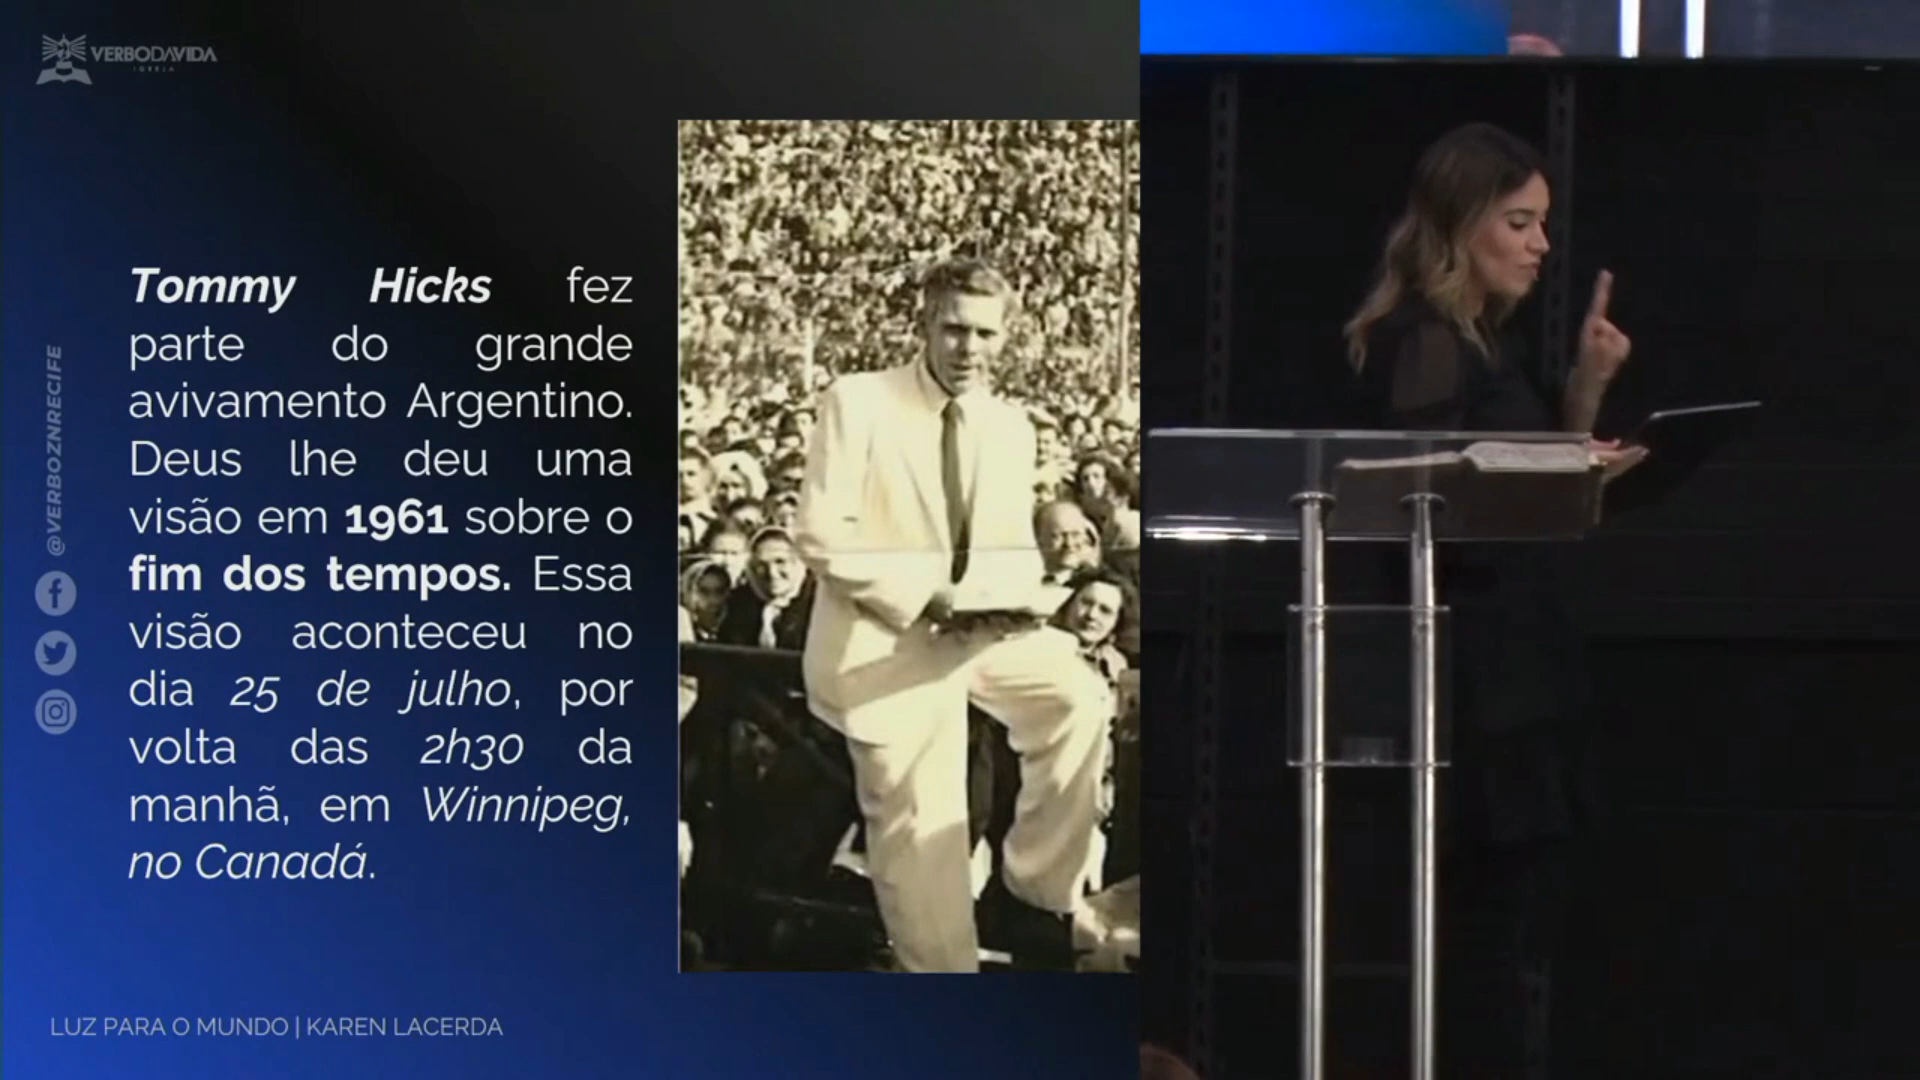 VERBODAVIDA
IGREJA
Tommy Hicks fez
parte do grande
avivamento Argentino.
Deus lhe deu uma
visão em 1961 sobre o
fim dos tempos. Essa
visão aconteceu no
dia 25 de julho, por
volta das 2h30 da
manhã, em Winnipeg,
no Canadá.
@VERBOZNRECIFE
LUZ PARA O MUNDO | KAREN LACERDA